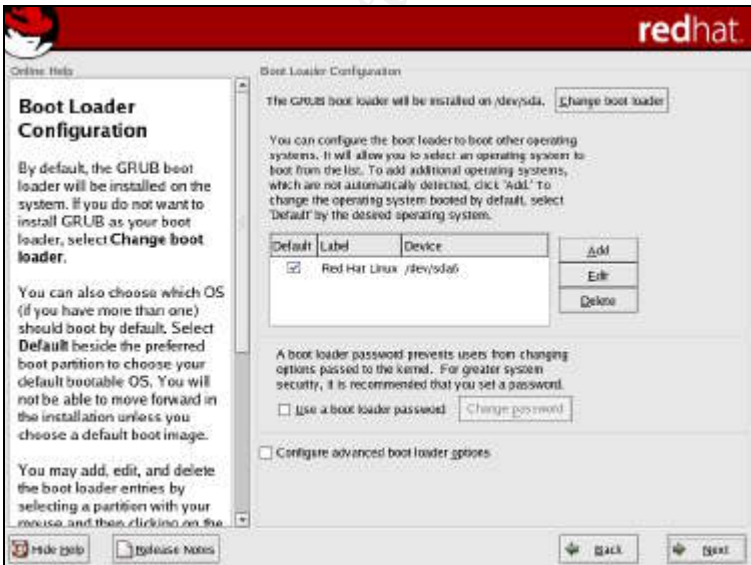 redhat.
Online Help
Boot Loader
Configuration
By default, the GRUB boot
loader will be installed on the
system. If you do not want to
install GRUB as your boot
loader, select Change boot
loader.
You can also choose which OS
(if you have more than one)
should boot by default. Select
Default beside the preferred
boot partition to choose your
default bootable OS. You will
not be able to move forward in
the installation unless you
choose a default boot image.
You may add, edit, and delete
the boot loader entries by
selecting a partition with your
mouse and then clicking on the
Boot Loader Configuration
The GRUB boot loader will be installed on /dev/sda. Change boot loader
You can configure the boot loader to boot other operating
systems. It will allow you to select an operating system to
boot from the list. To add additional operating systems,
which are not automatically detected, click 'Add.' To
change the operating system booted by default, select
'Default' by the desired operating system.
Default Label Device
Red Hat Linux /dev/sda6
Add
Edit
Delete
A boot loader password prevents users from changing
options passed to the kernel. For greater system
security, it is recommended that you set a password.
Use a boot loader password Change password
Configure advanced boot loader options
Hide Help Release Notes Back Next